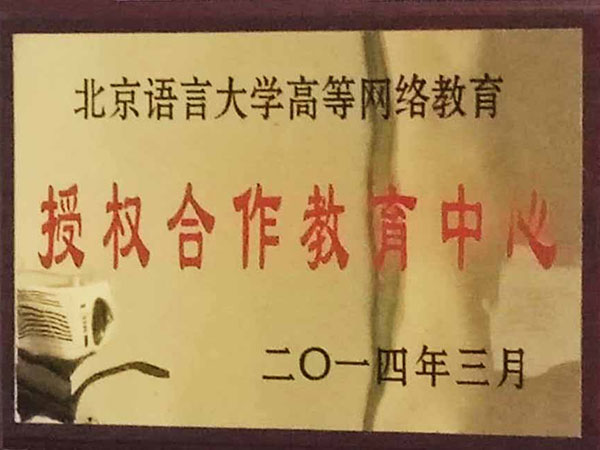 北京语言大学高等网络教育
授权合作教育中心
二〇一四年三月